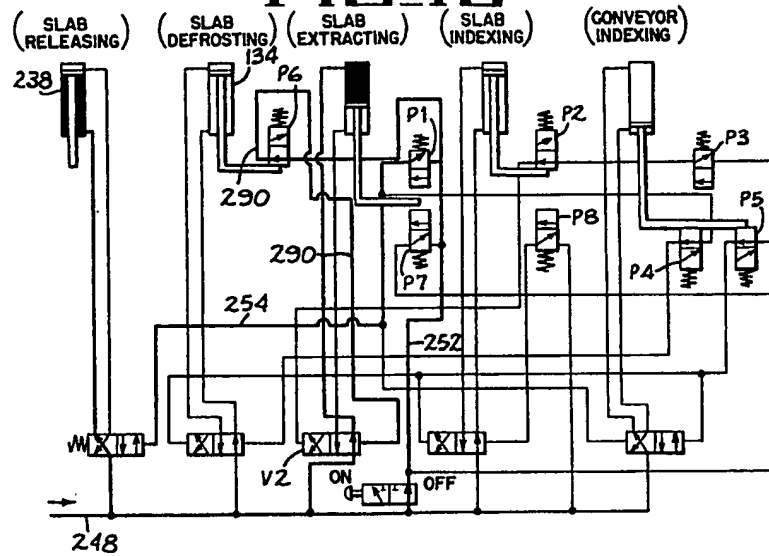 (SLAB RELEASING)
(SLAB DEFROSTING)
(SLAB EXTRACTING)
(SLAB INDEXING)
(CONVEYOR INDEXING)
238
134
P6
P1
P2
P3
290
P8
P5
290
P7
P4
254
252
V2
ON
OFF
248